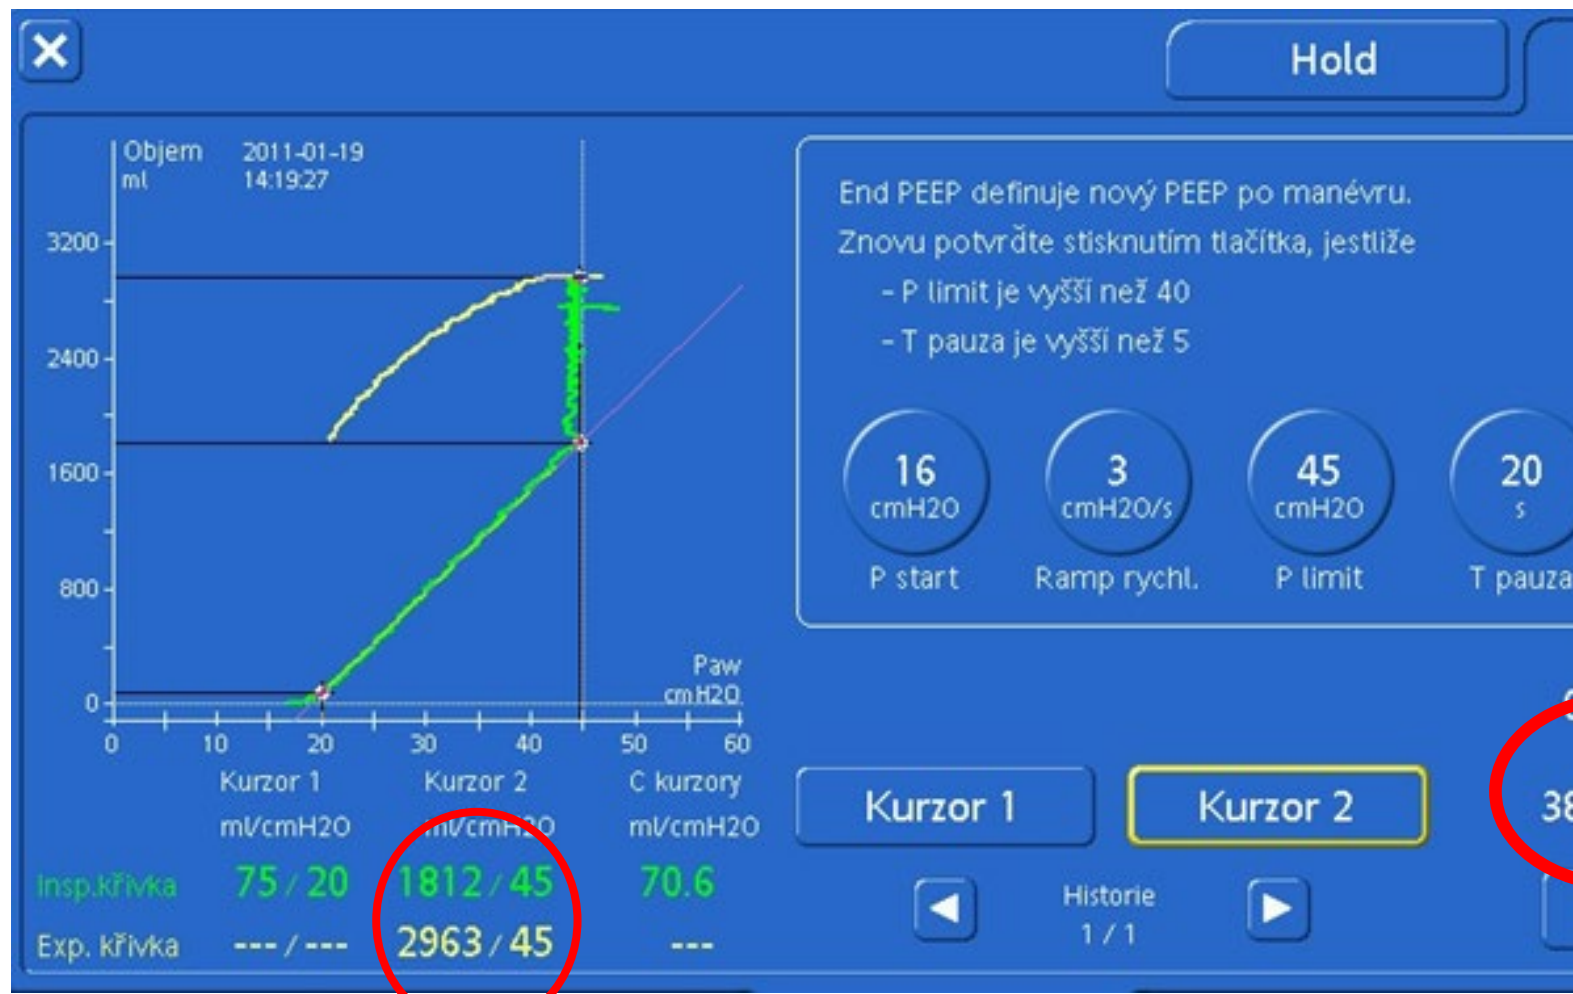 Hold
Objem 2011-01-19
ml 14:19:27
3200
2400
1600
800
0
Paw
cmH2O
0 10 20 30 40 50 60
Kurzor 1 Kurzor 2 C kurzory
ml/cmH2O ml/cmH2O ml/cmH2O
Insp.křivka 75 / 20 1812 / 45 70.6
Exp. křivka --- / --- 2963 / 45 ---
End PEEP definuje nový PEEP po manévru.
Znovu potvrďte stisknutím tlačítka, jestliže
- P limit je vyšší než 40
- T pauza je vyšší než 5
16 3 45 20
cmH2O cmH2O/s cmH2O s
P start Ramp rychl. P limit T pauza
Kurzor 1 Kurzor 2 38
Historie
1 / 1